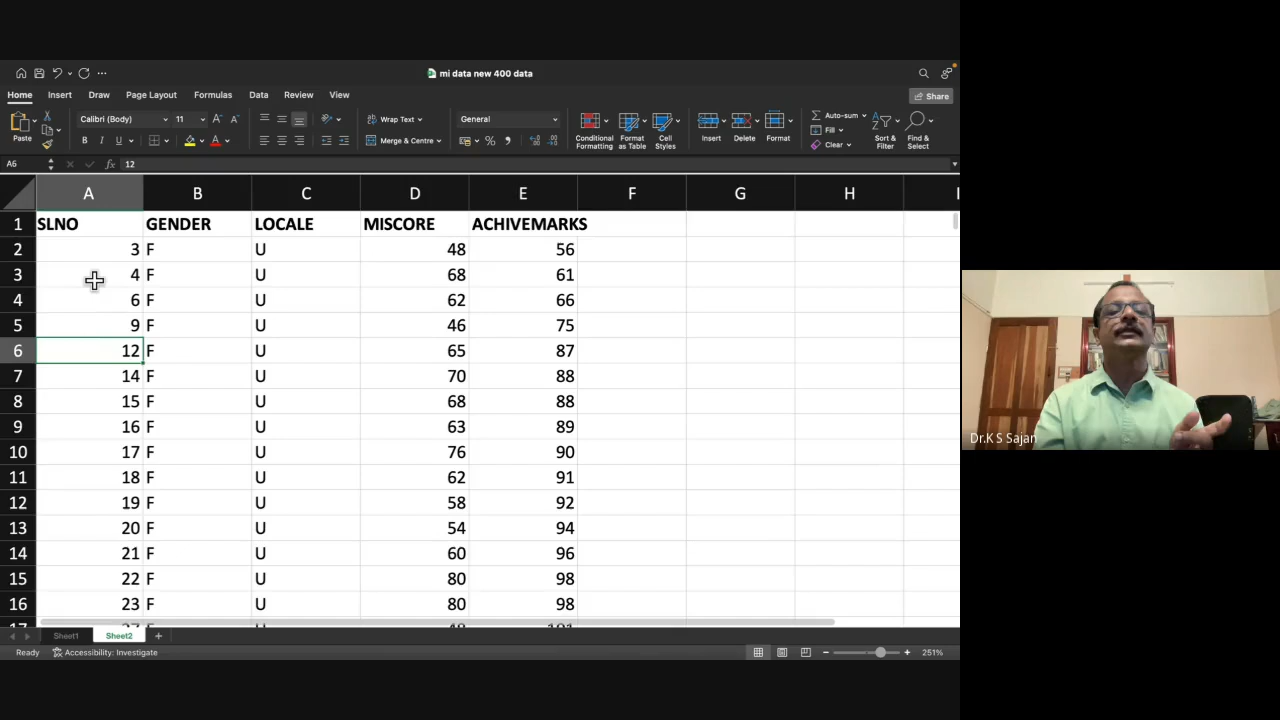 mi data new 400 data
Home Insert Draw Page Layout Formulas Data Review View
Share
Paste
Calibri (Body) 11
B I U
Wrap Text
Merge & Centre
General
Conditional Formatting
Format as Table
Cell Styles
Insert
Delete
Format
Auto-sum
Fill
Clear
Sort & Filter
Find & Select
A6 fx 12
A B C D E F G H I
1 SLNO GENDER LOCALE MISCORE ACHIVEMARKS
2 3 F U 48 56
3 4 F U 68 61
4 6 F U 62 66
5 9 F U 46 75
6 12 F U 65 87
7 14 F U 70 88
8 15 F U 68 88
9 16 F U 63 89
10 17 F U 76 90
11 18 F U 62 91
12 19 F U 58 92
13 20 F U 54 94
14 21 F U 60 96
15 22 F U 80 98
16 23 F U 80 98
Sheet1 Sheet2
Ready Accessibility: Investigate
251%
Dr.K S Sajan